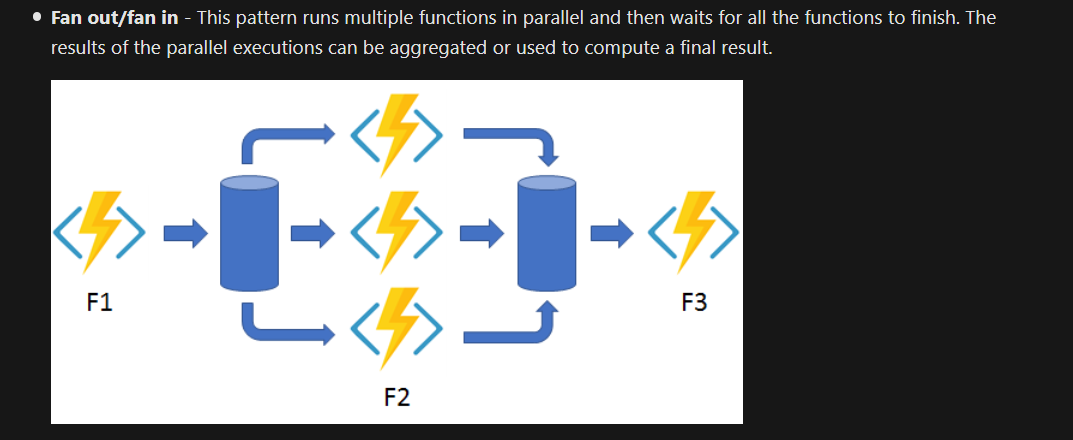 • Fan out/fan in - This pattern runs multiple functions in parallel and then waits for all the functions to finish. The
results of the parallel executions can be aggregated or used to compute a final result.
F1
F3
F2